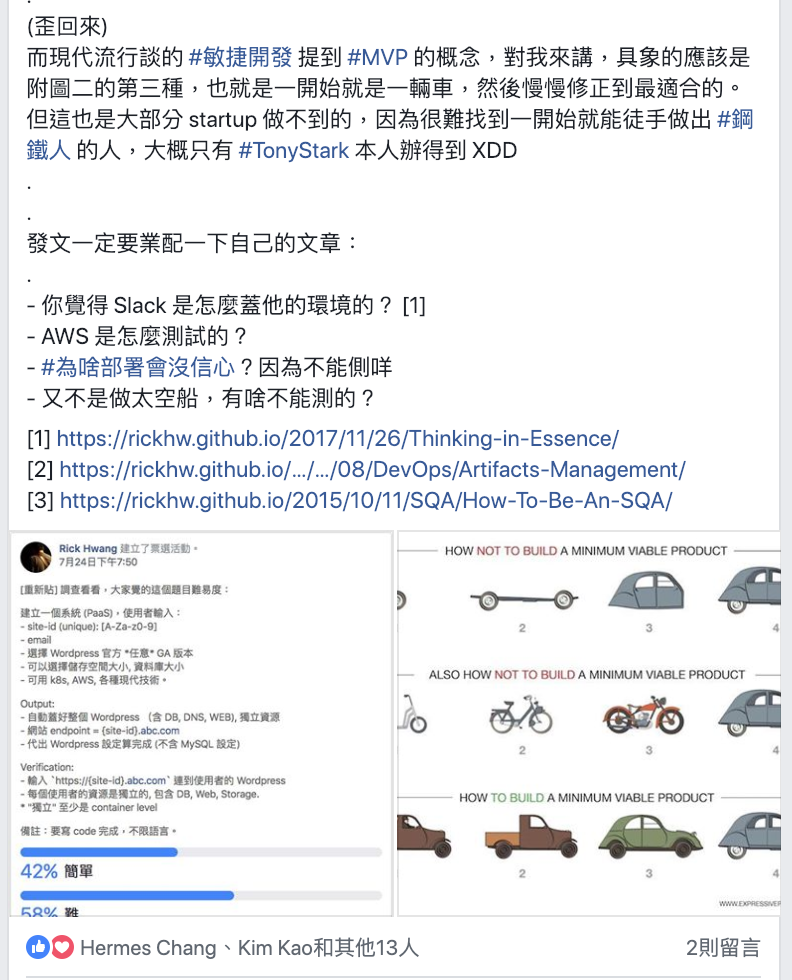 .
(歪回來)
而現代流行談的 #敏捷開發 提到 #MVP 的概念，對我來講，具象的應該是
附圖二的第三種，也就是一開始就是一輛車，然後慢慢修正到最適合的。
但這也是大部分 startup 做不到的，因為很難找到一開始就能徒手做出 #鋼
鐵人 的人，大概只有 #TonyStark 本人辦得到 XDD
.
.
發文一定要業配一下自己的文章：
.
- 你覺得 Slack 是怎麼蓋他的環境的？ [1]
- AWS 是怎麼測試的？
- #為啥部署會沒信心？因為不能側咩
- 又不是做太空船，有啥不能測的？
[1] https://rickhw.github.io/2017/11/26/Thinking-in-Essence/
[2] https://rickhw.github.io/…/…/08/DevOps/Artifacts-Management/
[3] https://rickhw.github.io/2015/10/11/SQA/How-To-Be-An-SQA/
Rick Hwang 建立了票選活動。
7月24日下午7:50
[重新貼] 調查看看，大家覺的這個題目難易度：
建立一個系統 (PaaS)，使用者輸入：
- site-id (unique): [A-Za-z0-9]
- email
- 選擇 Wordpress 官方 *任意* GA 版本
- 可以選擇儲存空間大小, 資料庫大小
- 可用 k8s, AWS, 各種現代技術。
Output:
- 自動蓋好整個 Wordpress （含 DB, DNS, WEB), 獨立資源
- 網站 endpoint = {site-id}.abc.com
- 代出 Wordpress 設定算完成 (不含 MySQL 設定)
Verification:
- 輸入 `https://{site-id}.abc.com` 連到使用者的 Wordpress
- 每個使用者的資源是獨立的, 包含 DB, Web, Storage.
* "獨立" 至少是 container level
備註：要寫 code 完成，不限語言。
42% 簡單
58% 難
HOW NOT TO BUILD A MINIMUM VIABLE PRODUCT
2 3 4
ALSO HOW NOT TO BUILD A MINIMUM VIABLE PRODUCT
2 3 4
HOW TO BUILD A MINIMUM VIABLE PRODUCT
2 3 4
WWW.EXPRESSIVEP
Hermes Chang、Kim Kao和其他13人
2則留言